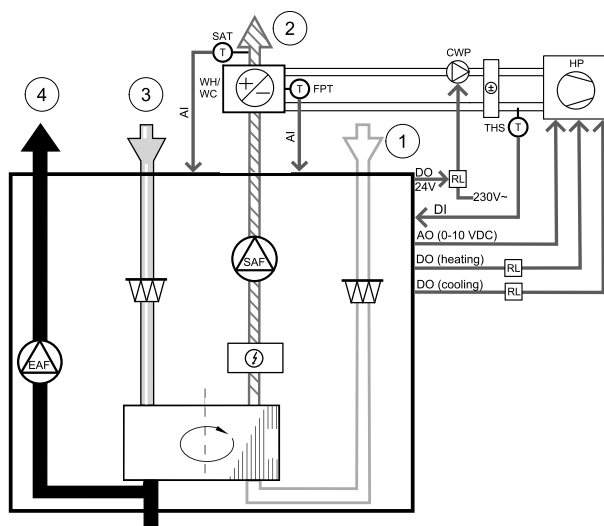 2
SAT
T
CWP
HP
4
3
WH/
WC
+
−
T
FPT
±
AI
AI
1
THS
T
DO
24V
RL
230V~
DI
AO (0-10 VDC)
SAF
DO (heating)
RL
DO (cooling)
RL
EAF